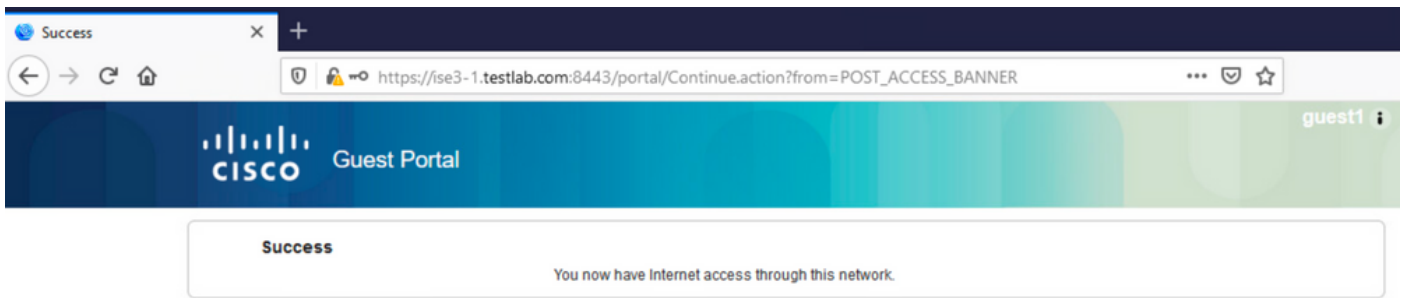 Success
https://ise3-1.testlab.com:8443/portal/Continue.action?from=POST_ACCESS_BANNER
guest1
CISCO Guest Portal
Success
You now have Internet access through this network.